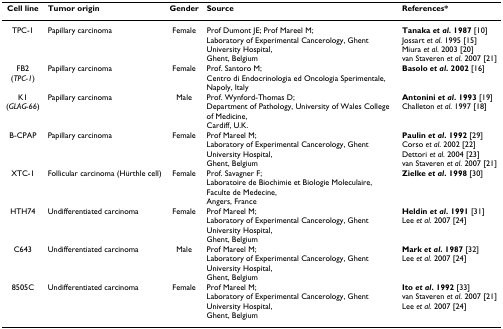 Cell line Tumor origin Gender Source References*
TPC-1 Papillary carcinoma Female Prof Dumont JE; Prof Mareel M; Tanaka et al. 1987 [10]
Laboratory of Experimental Cancerology, Ghent Jossart et al. 1995 [15]
University Hospital, Miura et al. 2003 [20]
Ghent, Belgium van Staveren et al. 2007 [21]
FB2 Papillary carcinoma Female Prof. Santoro M; Basolo et al. 2002 [16]
(TPC-1) Centro di Endocrinologia ed Oncologia Sperimentale,
Napoly, Italy
K1 Papillary carcinoma Male Prof. Wynford-Thomas D; Antonini et al. 1993 [19]
(GLAG-66) Department of Pathology, University of Wales College Challeton et al. 1997 [18]
of Medicine,
Cardiff, U.K.
B-CPAP Papillary carcinoma Female Prof Mareel M; Paulin et al. 1992 [29]
Laboratory of Experimental Cancerology, Ghent Corso et al. 2002 [22]
University Hospital, Dettori et al. 2004 [23]
Ghent, Belgium van Staveren et al. 2007 [21]
XTC-1 Follicular carcinoma (Hürthle cell) Female Prof. Savagner F; Zielke et al. 1998 [30]
Laboratoire de Biochimie et Biologie Moleculaire,
Faculte de Medecine,
Angers, France
HTH74 Undifferentiated carcinoma Female Prof Mareel M; Heldin et al. 1991 [31]
Laboratory of Experimental Cancerology, Ghent Lee et al. 2007 [24]
University Hospital,
Ghent, Belgium
C643 Undifferentiated carcinoma Male Prof Mareel M; Mark et al. 1987 [32]
Laboratory of Experimental Cancerology, Ghent Lee et al. 2007 [24]
University Hospital,
Ghent, Belgium
8505C Undifferentiated carcinoma Female Prof Mareel M; Ito et al. 1992 [33]
Laboratory of Experimental Cancerology, Ghent van Staveren et al. 2007 [21]
University Hospital, Lee et al. 2007 [24]
Ghent, Belgium